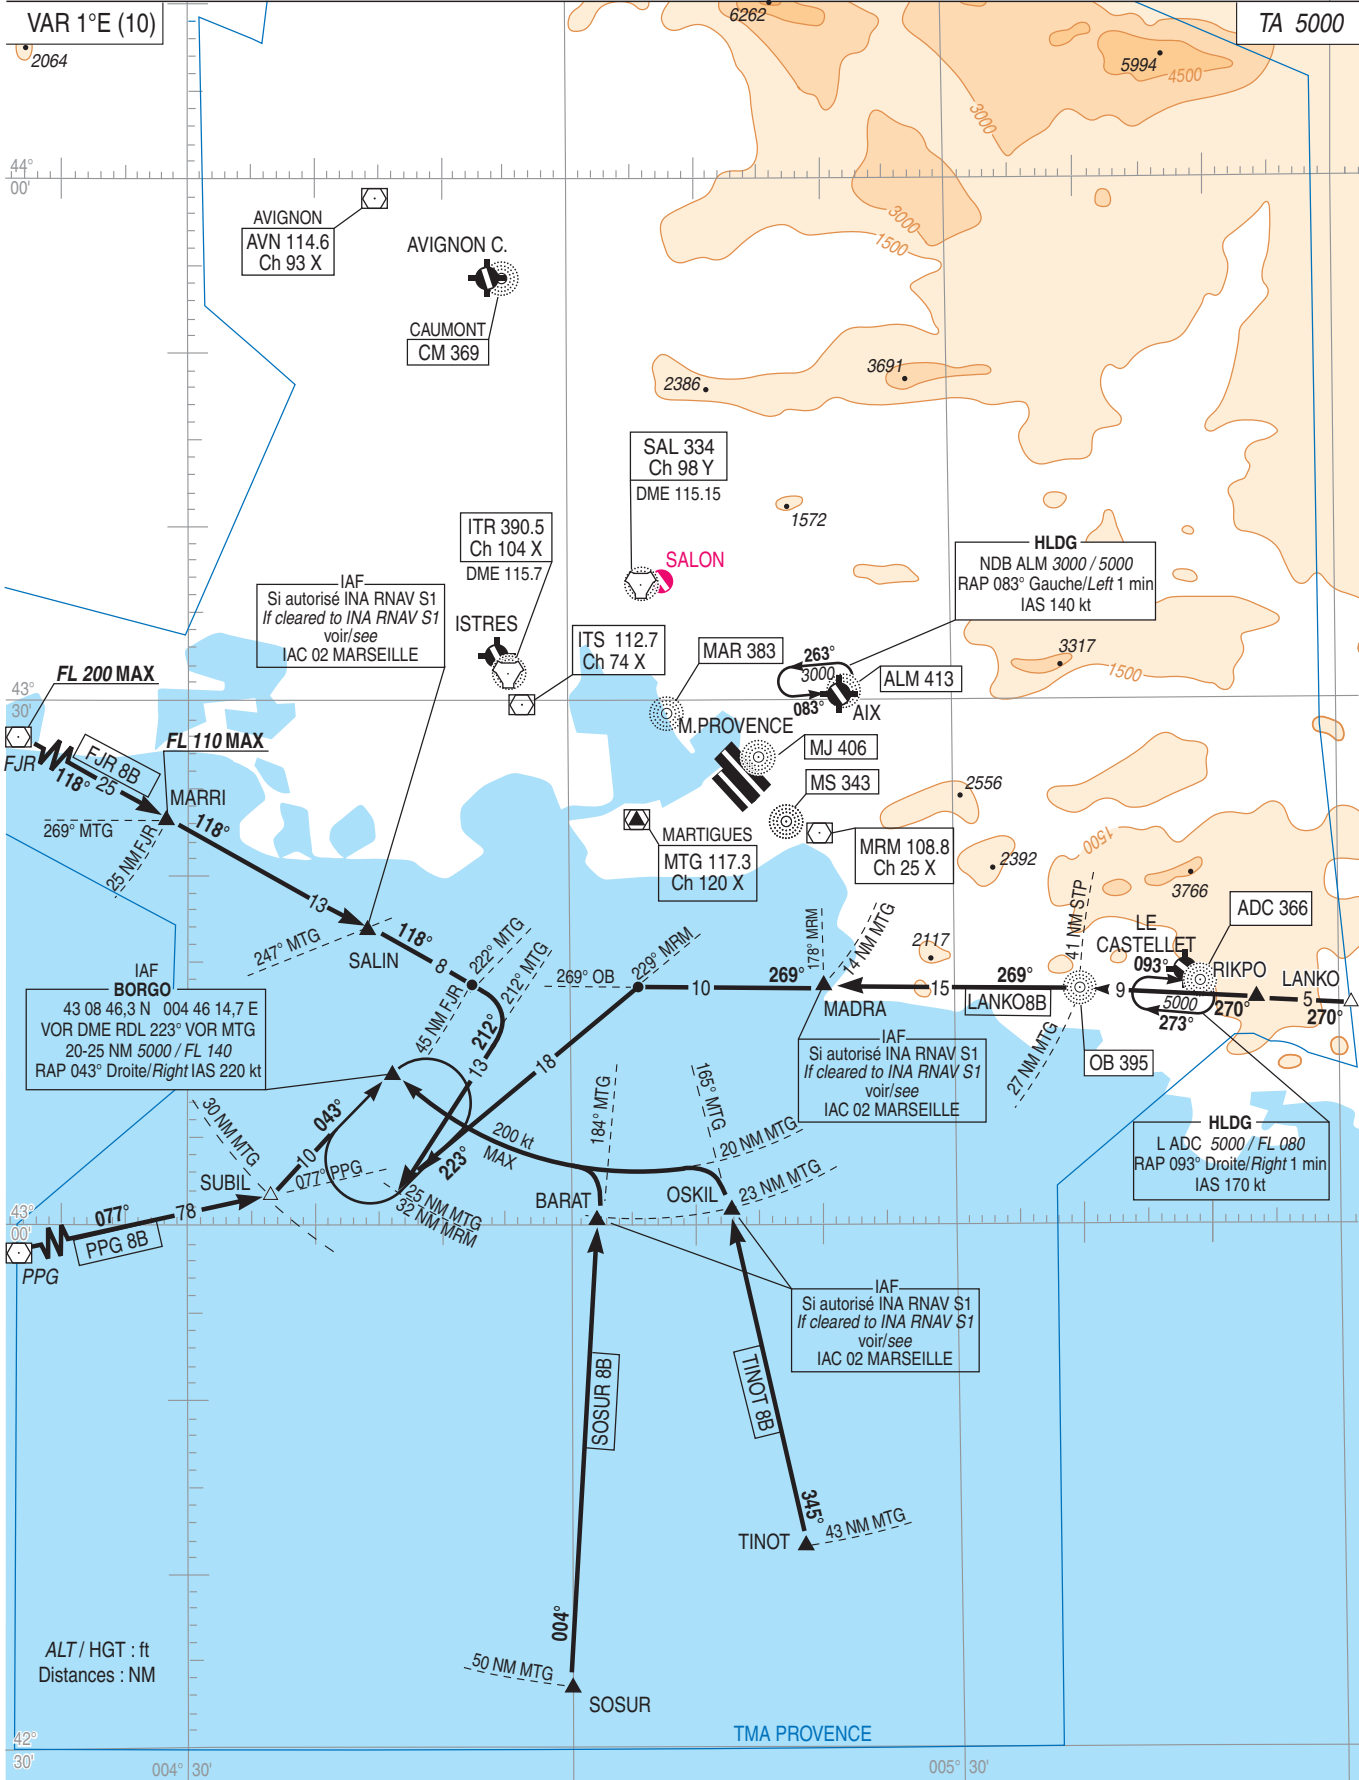 VAR 1°E (10)
TA 5000
6262
2064
5994
4500
3000
44°
00'
AVIGNON
AVN 114.6
Ch 93 X
AVIGNON C.
3000
1500
CAUMONT
CM 369
3691
2386
SAL 334
Ch 98 Y
DME 115.15
1572
ITR 390.5
Ch 104 X
DME 115.7
SALON
HLDG
NDB ALM 3000 / 5000
RAP 083° Gauche/Left 1 min
IAS 140 kt
IAF
Si autorisé INA RNAV S1
If cleared to INA RNAV S1
voir/see
IAC 02 MARSEILLE
ISTRES
ITS 112.7
Ch 74 X
MAR 383
263°
3000
083°
ALM 413
AIX
3317
1500
FL 200 MAX
43°
30'
M.PROVENCE
FL 110 MAX
FJR
FJR 8B
118°
25
MJ 406
MARRI
MS 343
2556
269° MTG
118°
25 NM FJR
MARTIGUES
MTG 117.3
Ch 120 X
MRM 108.8
Ch 25 X
2392
1500
3766
13
ADC 366
247° MTG
SALIN
118°
8
222° MTG
212° MTG
45 NM FJR
269° OB
229° MRM
10
269°
178° MRM
14 NM MTG
MADRA
2117
15
269°
LANKO8B
41 NM STP
27 NM MTG
LE
CASTELLET
093°
RIKPO
9
5000
273°
270°
LANKO
5
270°
IAF
BORGO
43 08 46,3 N 004 46 14,7 E
VOR DME RDL 223° VOR MTG
20-25 NM 5000 / FL 140
RAP 043° Droite/Right IAS 220 kt
212°
13
18
IAF
Si autorisé INA RNAV S1
If cleared to INA RNAV S1
voir/see
IAC 02 MARSEILLE
OB 395
30 NM MTG
043°
10
184° MTG
165° MTG
200 kt
MAX
20 NM MTG
HLDG
L ADC 5000 / FL 080
RAP 093° Droite/Right 1 min
IAS 170 kt
SUBIL
077° PPG
223°
25 NM MTG
32 NM MRM
BARAT
OSKIL
23 NM MTG
43°
00'
077°
78
PPG 8B
PPG
IAF
Si autorisé INA RNAV S1
If cleared to INA RNAV S1
voir/see
IAC 02 MARSEILLE
SOSUR 8B
TINOT 8B
345°
TINOT
43 NM MTG
004°
50 NM MTG
SOSUR
ALT / HGT : ft
Distances : NM
TMA PROVENCE
42°
30'
004° 30'
005° 30'